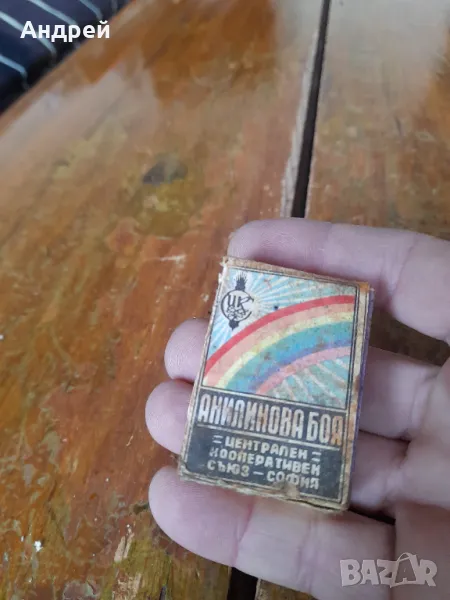 Андрей
ЦК
АНИЛИНОВА БОЯ
ЦЕНТРАЛЕН
КООПЕРАТИВЕН
СЪЮЗ — СОФИЯ
BAZAR